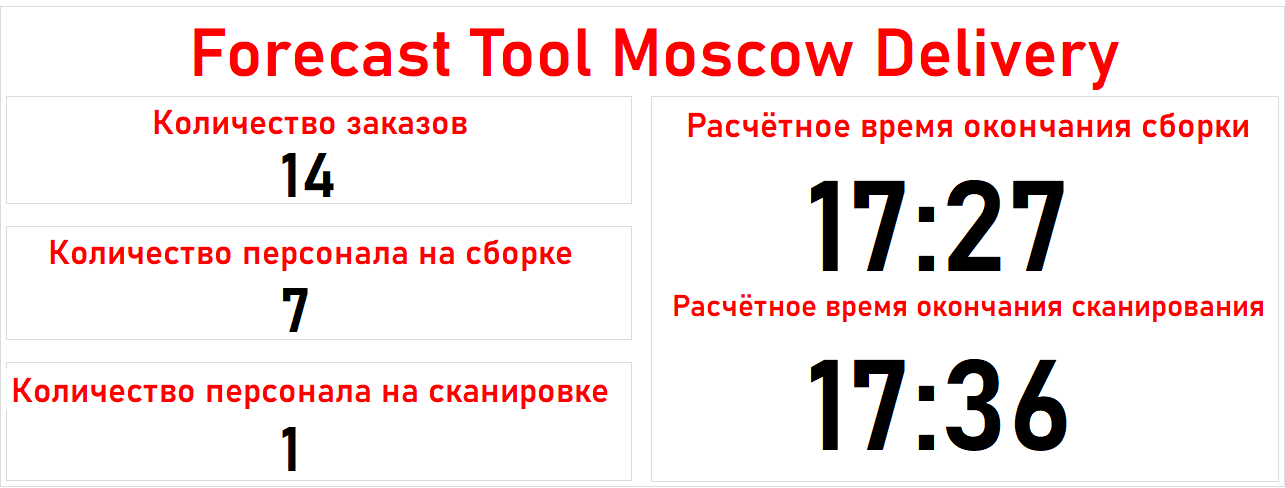 Forecast Tool Moscow Delivery
Количество заказов
14
Количество персонала на сборке
7
Количество персонала на сканировке
1
Расчётное время окончания сборки
17:27
Расчётное время окончания сканирования
17:36